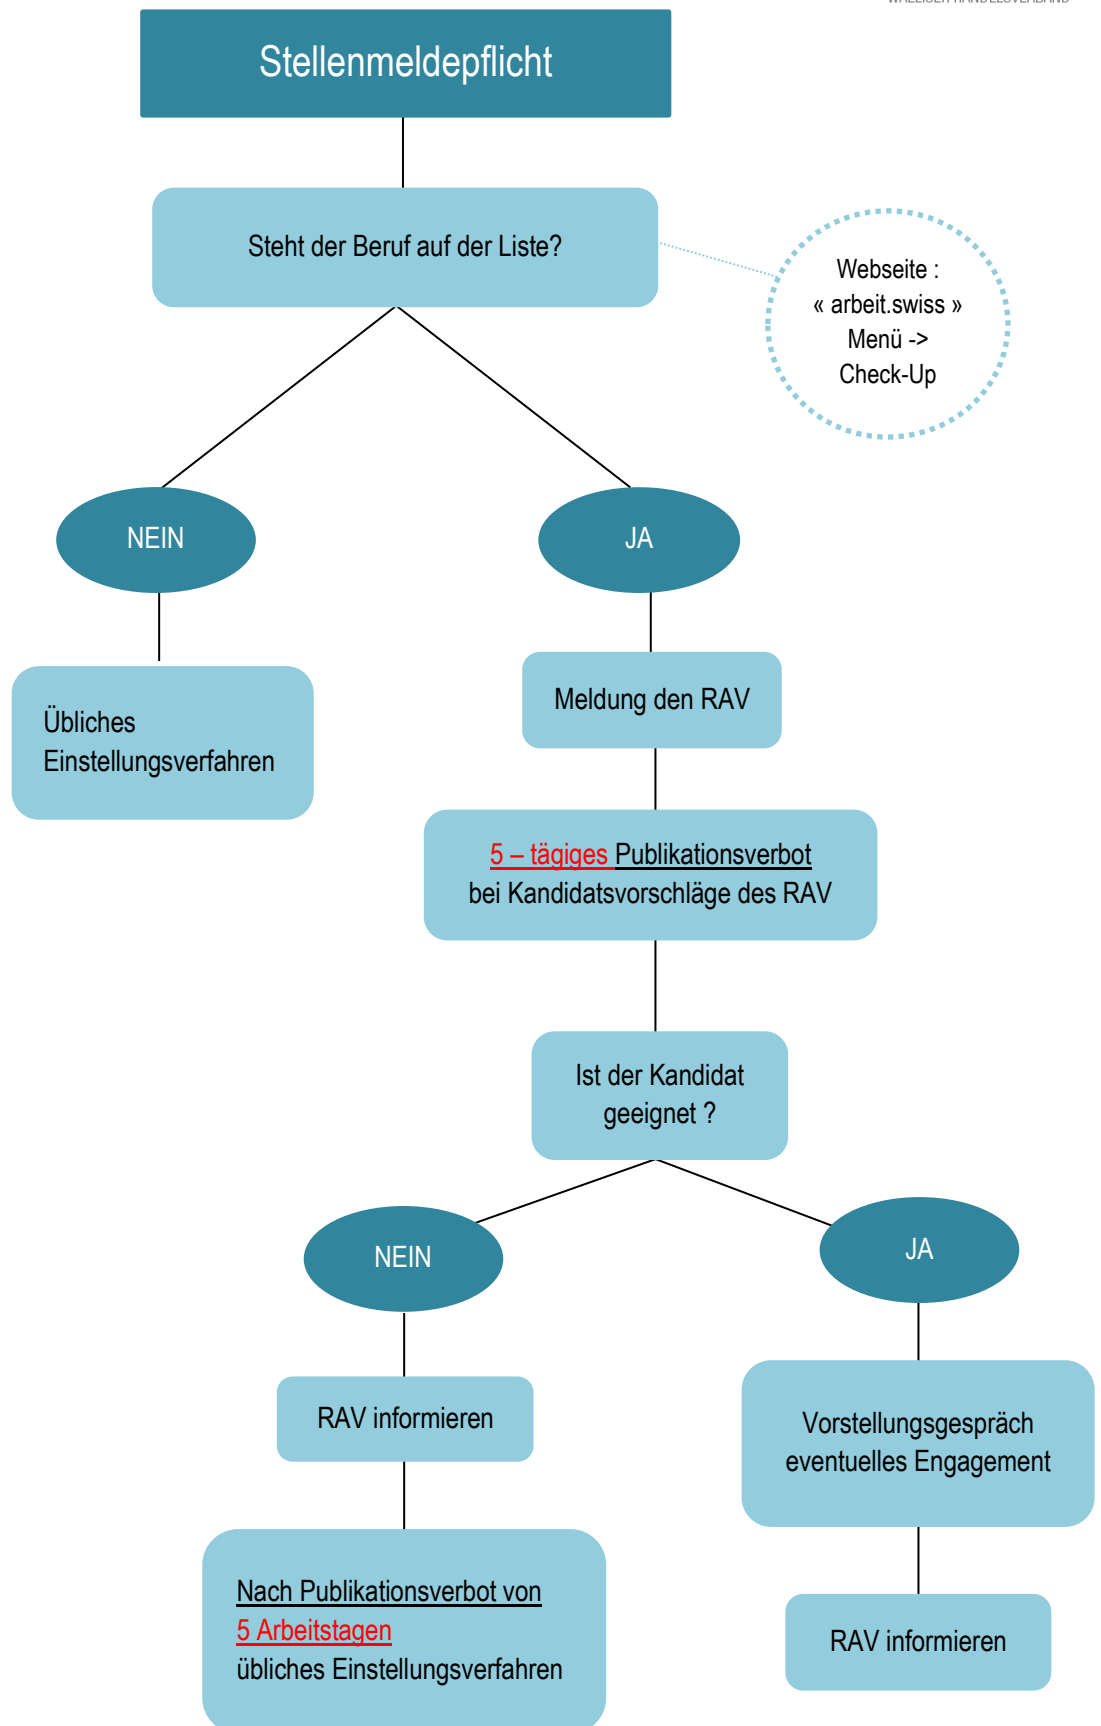 WALLISER HANDELSVERBAND
Stellenmeldepflicht
Steht der Beruf auf der Liste?
Webseite :
« arbeit.swiss »
Menü ->
Check-Up
NEIN
JA
Übliches
Einstellungsverfahren
Meldung den RAV
5 – tägiges Publikationsverbot
bei Kandidatsvorschläge des RAV
Ist der Kandidat
geeignet ?
NEIN
JA
RAV informieren
Vorstellungsgespräch
eventuelles Engagement
Nach Publikationsverbot von
5 Arbeitstagen
übliches Einstellungsverfahren
RAV informieren